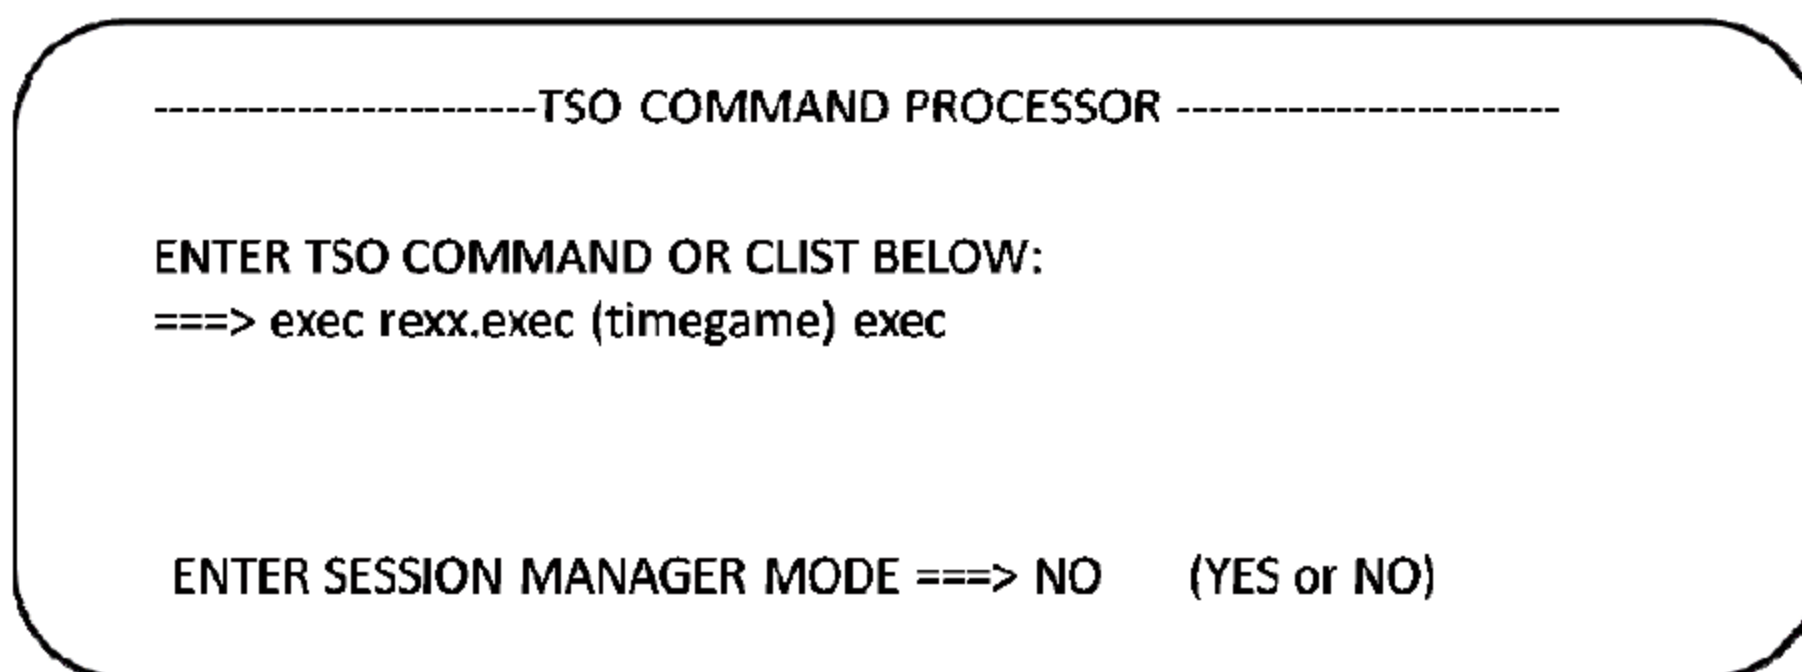 ------------------------TSO COMMAND PROCESSOR ------------------------
ENTER TSO COMMAND OR CLIST BELOW:
===> exec rexx.exec (timegame) exec
ENTER SESSION MANAGER MODE ===> NO (YES or NO)